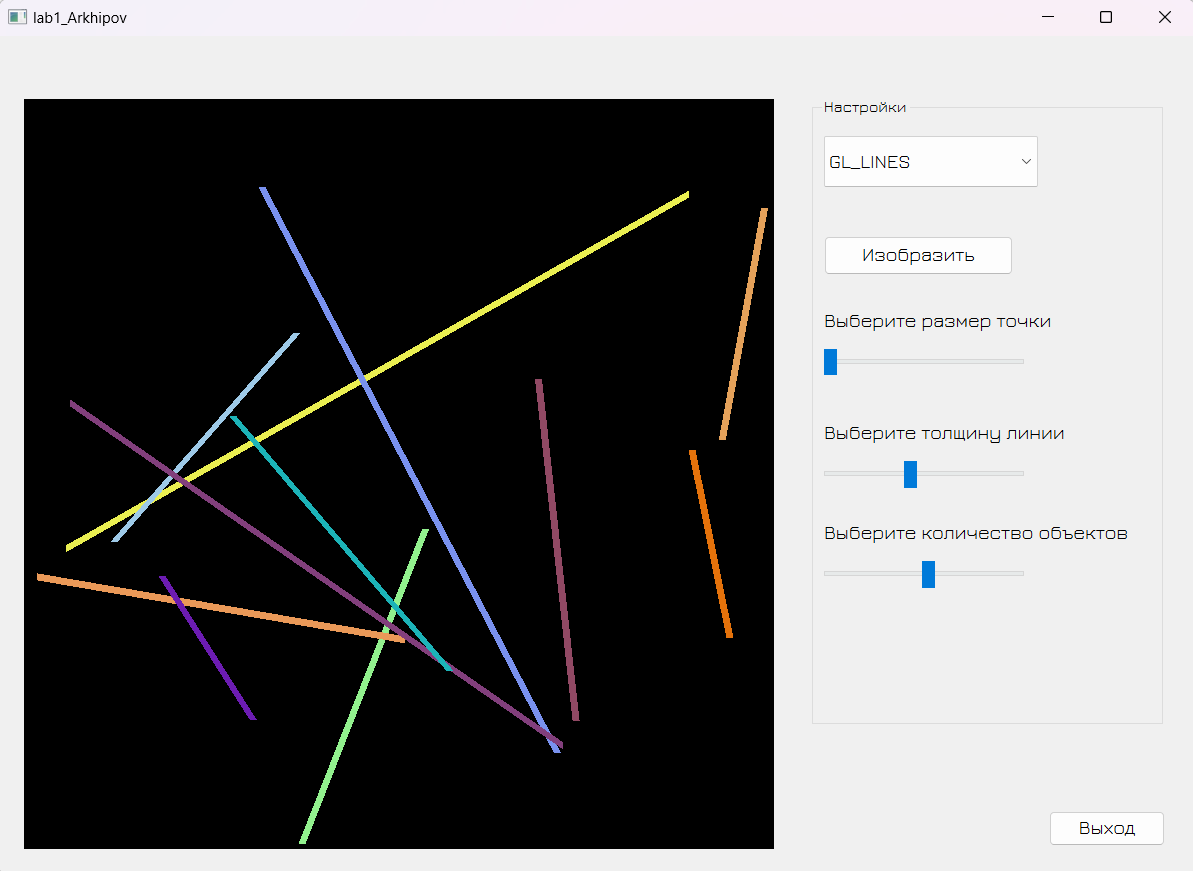 lab1_Arkhipov
Настройки
GL_LINES
Изобразить
Выберите размер точки
Выберите толщину линии
Выберите количество объектов
Выход